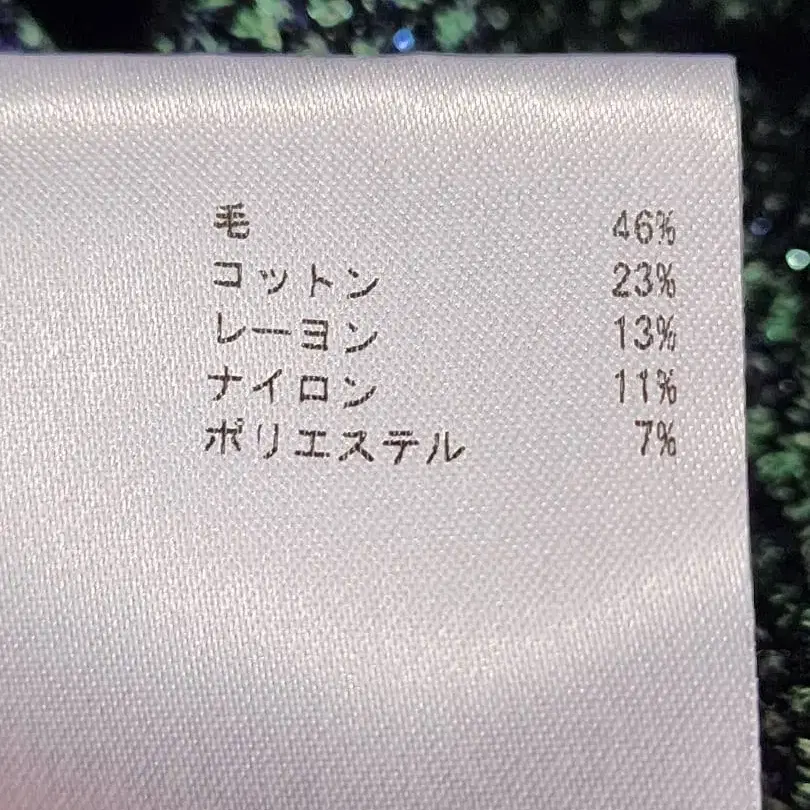 毛 46%
コットン 23%
レーヨン 13%
ナイロン 11%
ポリエステル 7%